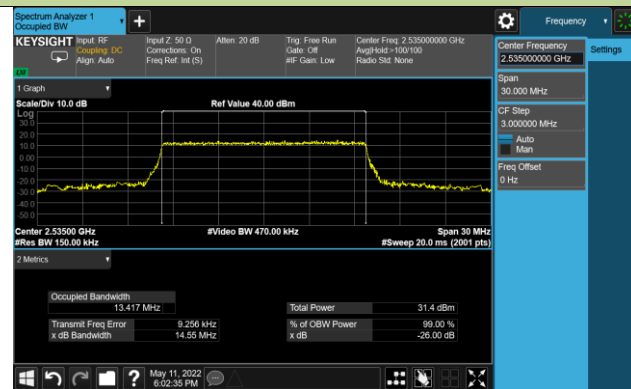 Spectrum Analyzer 1
Occupied BW
Frequency
KEYSIGHT
Input: RF
Coupling: DC
Align: Auto
Input Z: 50 Ω
Corrections: On
Freq Ref: Int (S)
Atten: 20 dB
Trig: Free Run
Gate: Off
#IF Gain: Low
Center Freq: 2.535000000 GHz
Avg|Hold:>100/100
Radio Std: None
Center Frequency
2.535000000 GHz
Settings
Span
30.000 MHz
CF Step
3.000000 MHz
Auto
Man
Freq Offset
0 Hz
1 Graph
Scale/Div 10.0 dB
Ref Value 40.00 dBm
Log
30.0
20.0
10.0
0.00
-10.0
-20.0
-30.0
-40.0
-50.0
Center 2.53500 GHz
#Video BW 470.00 kHz
Span 30 MHz
#Res BW 150.00 kHz
#Sweep 20.0 ms (2001 pts)
2 Metrics
Occupied Bandwidth
13.417 MHz
Total Power 31.4 dBm
Transmit Freq Error 9.256 kHz
% of OBW Power 99.00 %
x dB Bandwidth 14.55 MHz
x dB -26.00 dB
?
May 11, 2022
6:02:35 PM